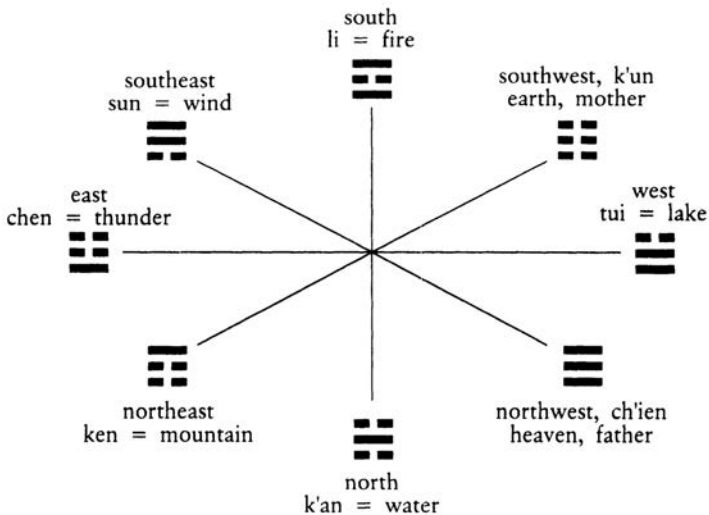 south
li = fire
southeast
sun = wind
southwest, k'un
earth, mother
east
chen = thunder
west
tui = lake
northeast
ken = mountain
northwest, ch'ien
heaven, father
north
k'an = water